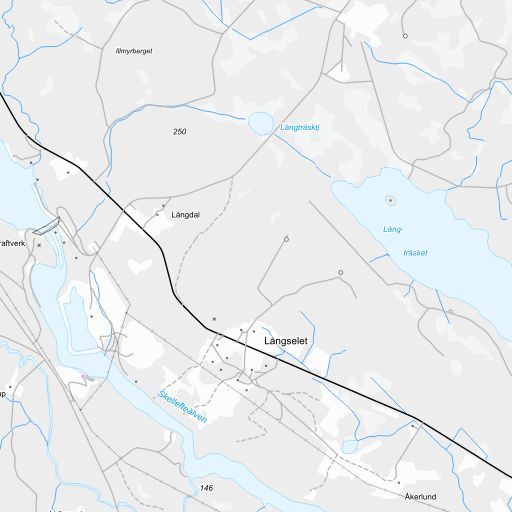 Illmyrberget
250
Långträsktj.
Långdal
Lång-
träsket
raftverk
Långselet
Skellefteälven
146
Åkerlund